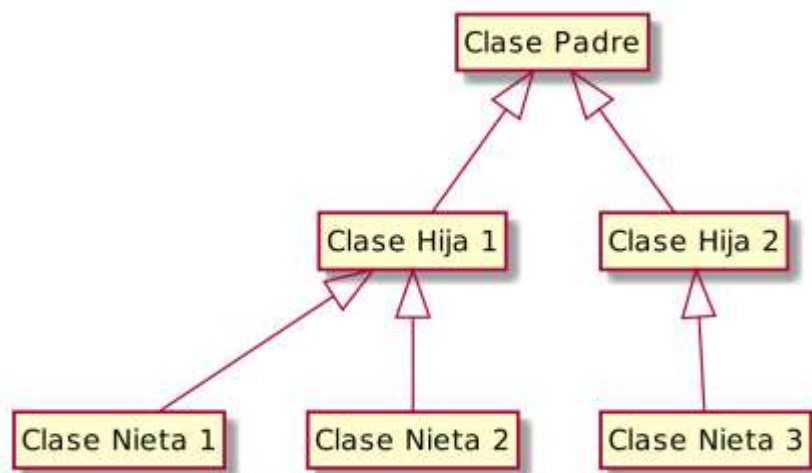 Clase Padre
Clase Hija 1
Clase Hija 2
Clase Nieta 1
Clase Nieta 2
Clase Nieta 3